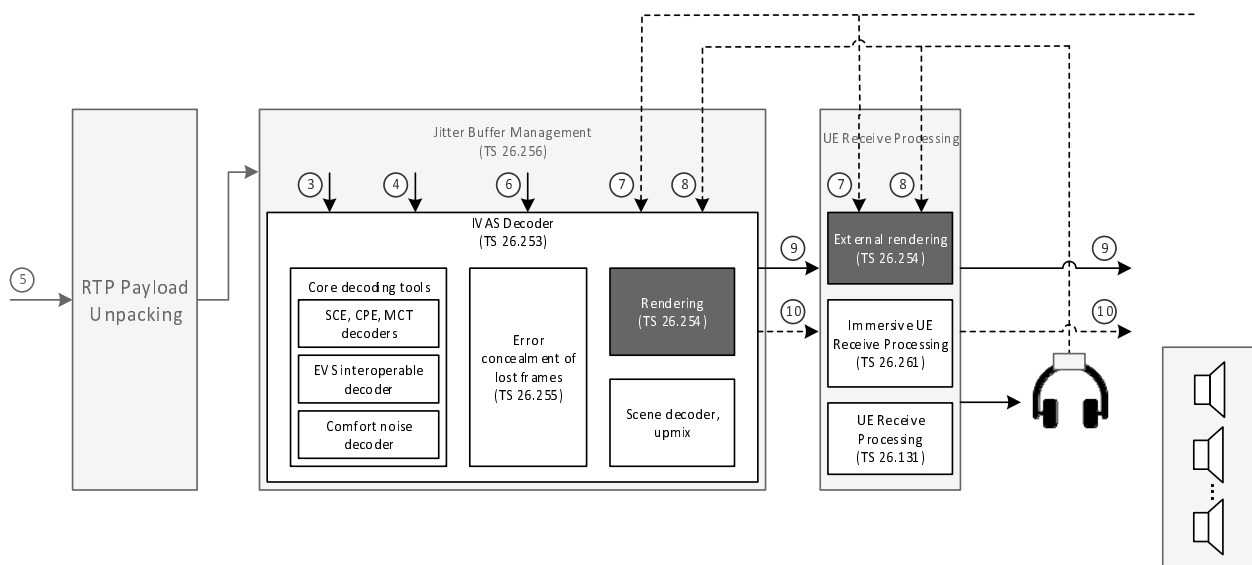 Jitter Buffer Management
(TS 26.256)
UE Receive Processing
3
4
6
7
8
7
8
IVAS Decoder
(TS 26.253)
5
RTP Payload
Unpacking
Core decoding tools
SCE, CPE, MCT
decoders
EVS interoperable
decoder
Comfort noise
decoder
Error
concealment of
lost frames
(TS 26.255)
Rendering
(TS 26.254)
Scene decoder,
upmix
9
10
External rendering
(TS 26.254)
Immersive UE
Receive Processing
(TS 26.261)
UE Receive
Processing
(TS 26.131)
9
10